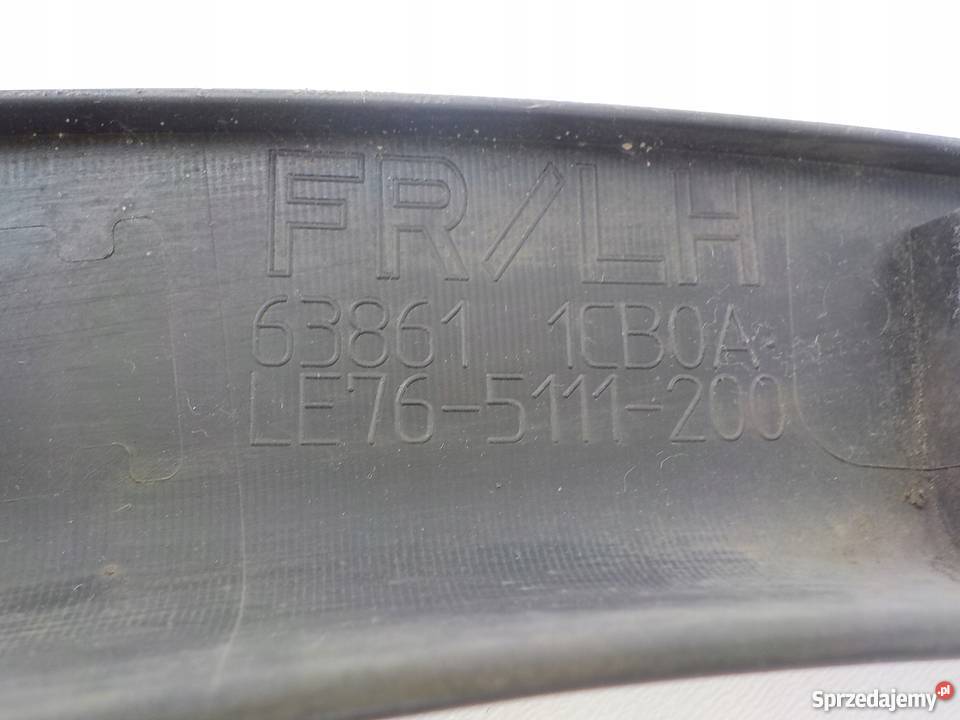 FR/LH
63861 1CB0A
LE76-5111-200
Sprzedajemy.pl